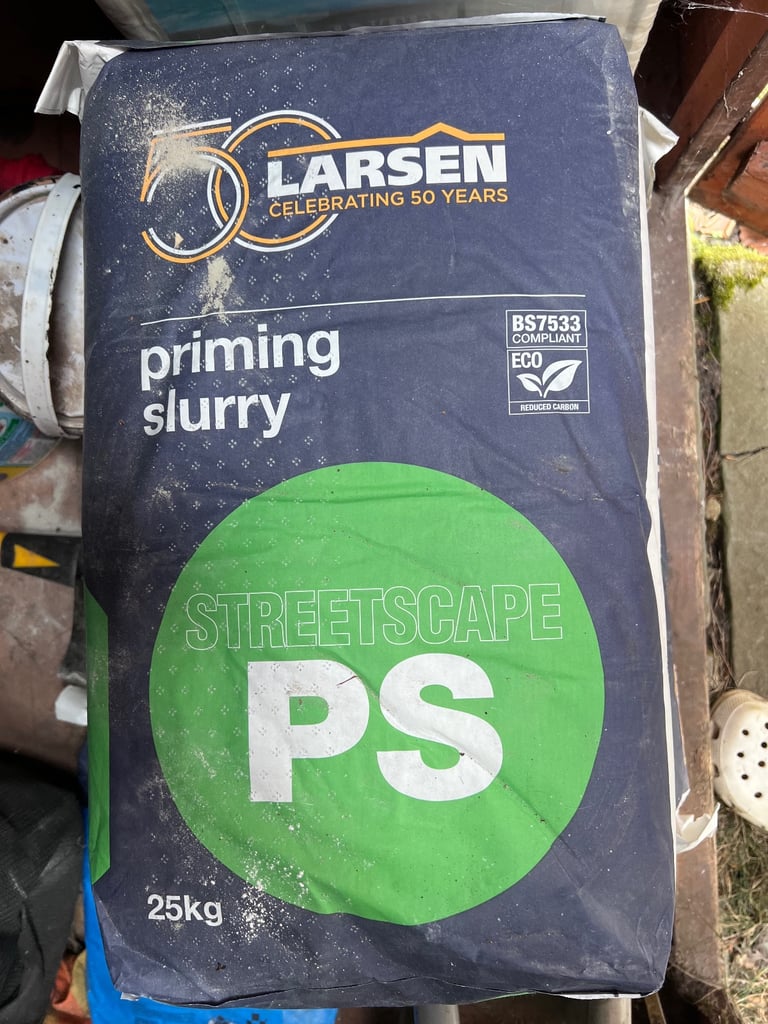 50 LARSEN
CELEBRATING 50 YEARS
priming
slurry
BS7533
COMPLIANT
ECO
REDUCED CARBON
STREETSCAPE
PS
25kg